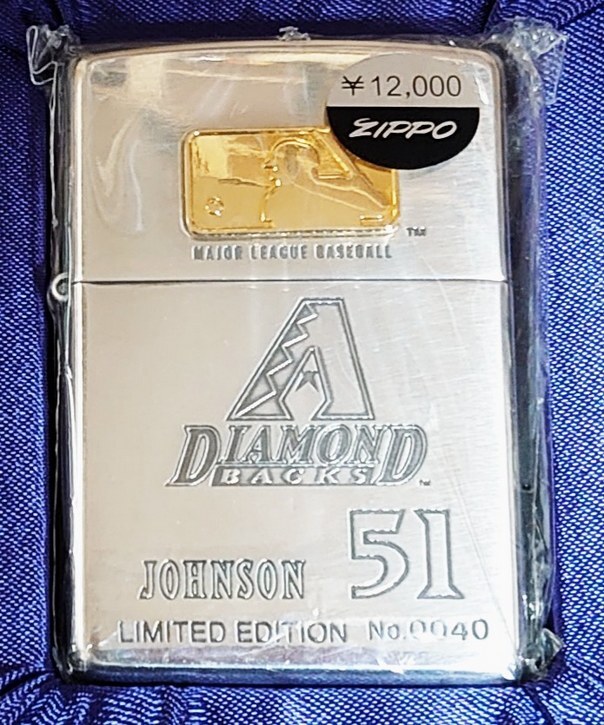 ¥12,000
ZIPPO
TM
MAJOR LEAGUE BASEBALL
A
DIAMOND
BACKS TM
JOHNSON 51
LIMITED EDITION No.0040